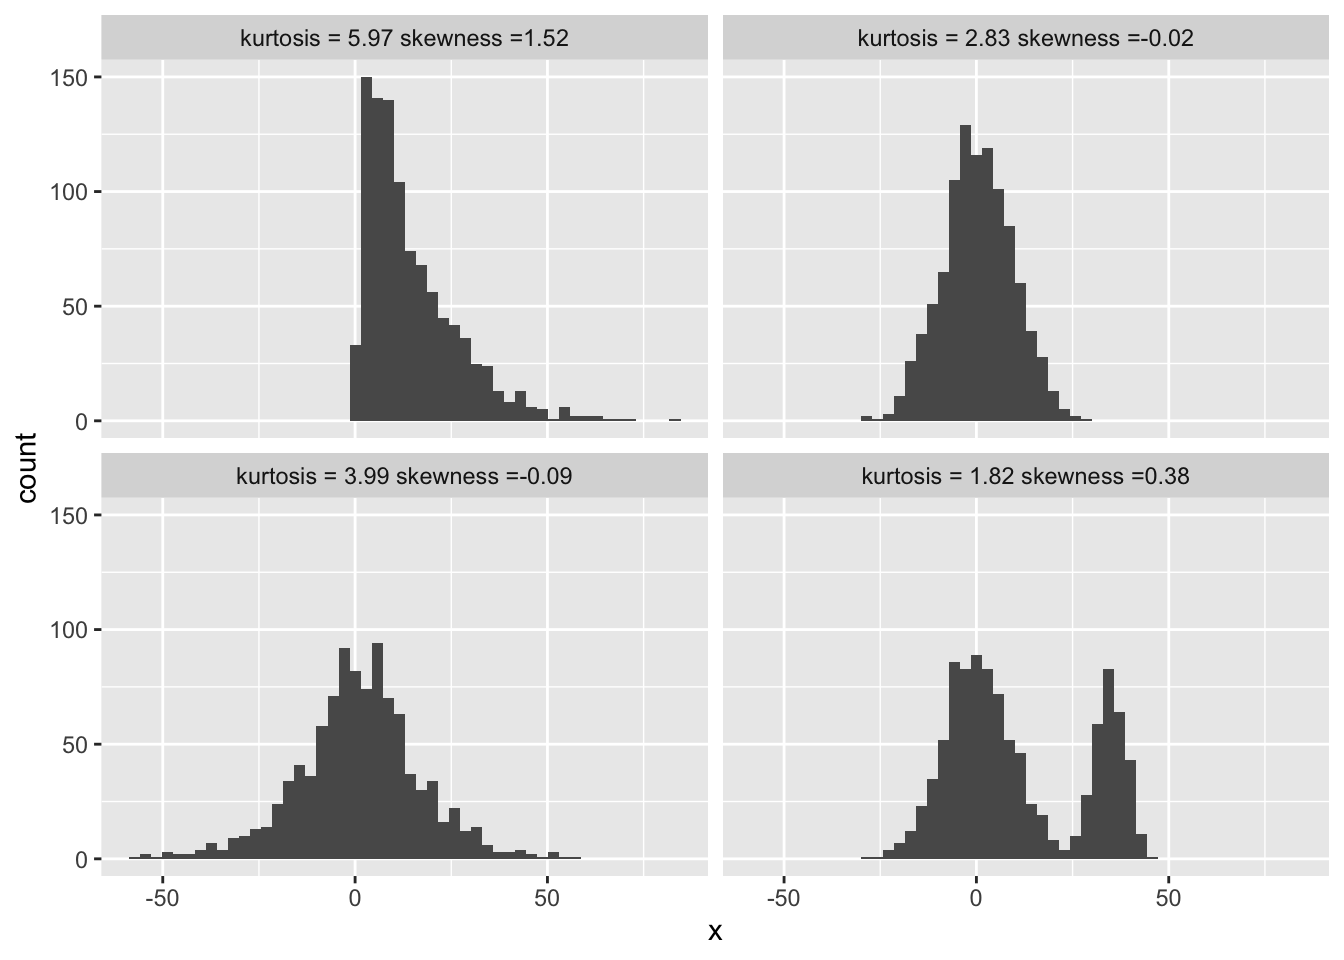 kurtosis = 5.97 skewness =1.52
kurtosis = 2.83 skewness =-0.02
150
100
50
0
kurtosis = 3.99 skewness =-0.09
kurtosis = 1.82 skewness =0.38
150
100
50
0
count
-50 0 50
-50 0 50
x